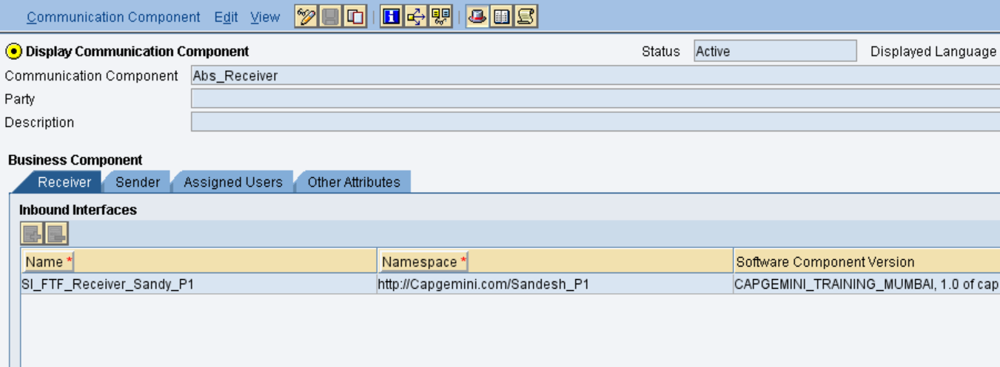 Communication Component Edit View
Display Communication Component Status Active Displayed Language
Communication Component Abs_Receiver
Party
Description
Business Component
Receiver Sender Assigned Users Other Attributes
Inbound Interfaces
Name * Namespace * Software Component Version
SI_FTF_Receiver_Sandy_P1 http://Capgemini.com/Sandesh_P1 CAPGEMINI_TRAINING_MUMBAI, 1.0 of cap